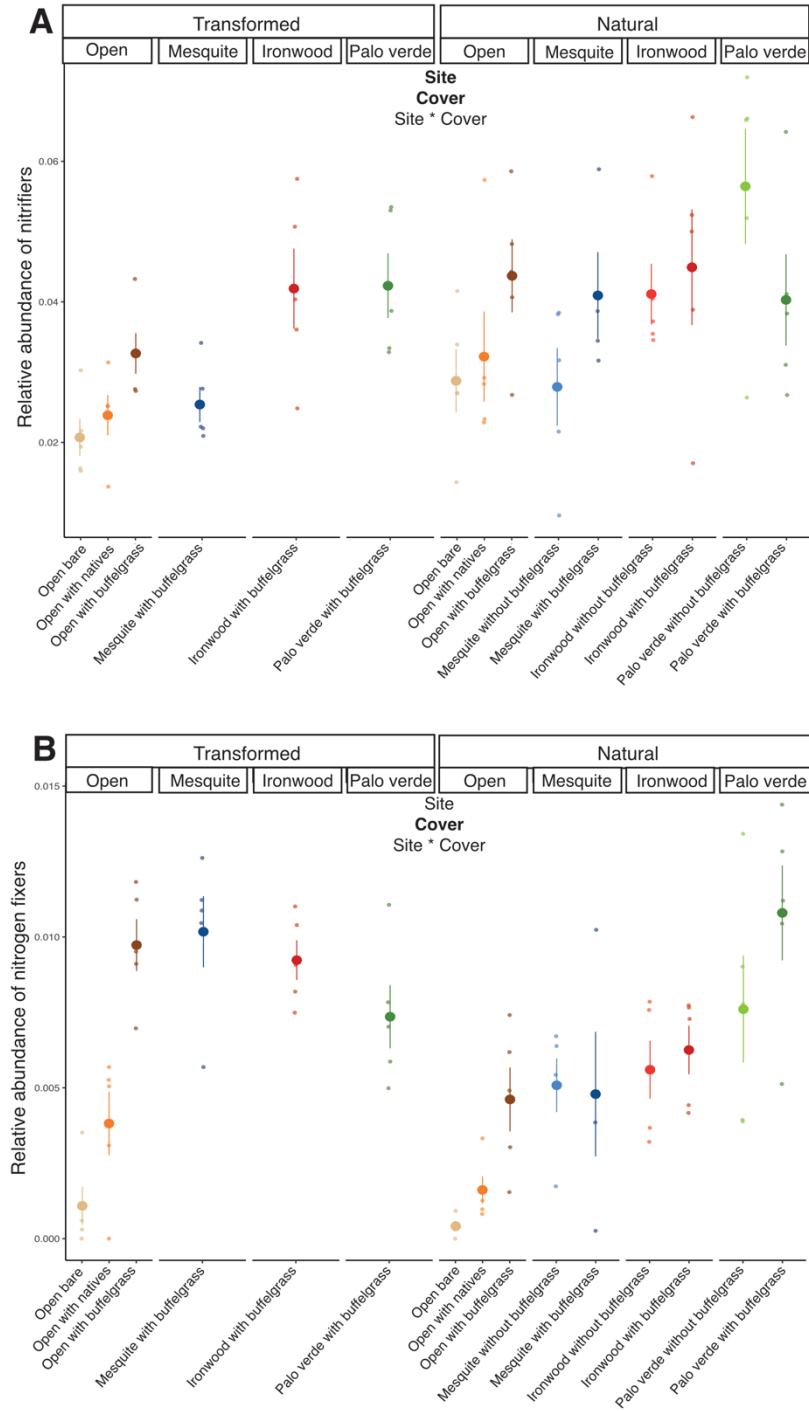 A
Transformed
Natural
Open
Mesquite
Ironwood
Palo verde
Open
Mesquite
Ironwood
Palo verde
Site
Cover
Site * Cover
Relative abundance of nitrifiers
0.06
0.04
0.02
Open bare
Open with natives
Open with buffelgrass
Mesquite with buffelgrass
Ironwood with buffelgrass
Palo verde with buffelgrass
Open bare
Open with natives
Open with buffelgrass
Mesquite without buffelgrass
Mesquite with buffelgrass
Ironwood without buffelgrass
Ironwood with buffelgrass
Palo verde without buffelgrass
Palo verde with buffelgrass
B
Transformed
Natural
Open
Mesquite
Ironwood
Palo verde
Open
Mesquite
Ironwood
Palo verde
Site
Cover
Site * Cover
Relative abundance of nitrogen fixers
0.015
0.010
0.005
0.000
Open bare
Open with natives
Open with buffelgrass
Mesquite with buffelgrass
Ironwood with buffelgrass
Palo verde with buffelgrass
Open bare
Open with natives
Open with buffelgrass
Mesquite without buffelgrass
Mesquite with buffelgrass
Ironwood without buffelgrass
Ironwood with buffelgrass
Palo verde without buffelgrass
Palo verde with buffelgrass